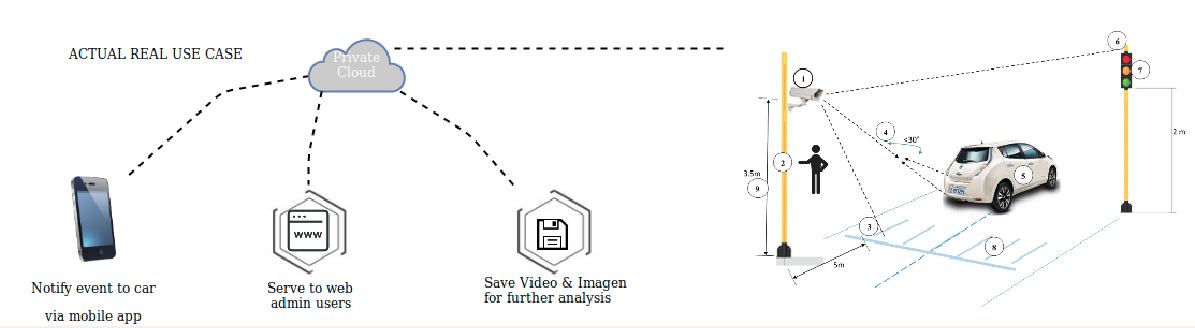 ACTUAL REAL USE CASE
Private
Cloud
Notify event to car
via mobile app
www
Serve to web
admin users
Save Video & Imagen
for further analysis
1
2
3.5m
9
3
5m
4
<30°
5
6
7
8
2 m